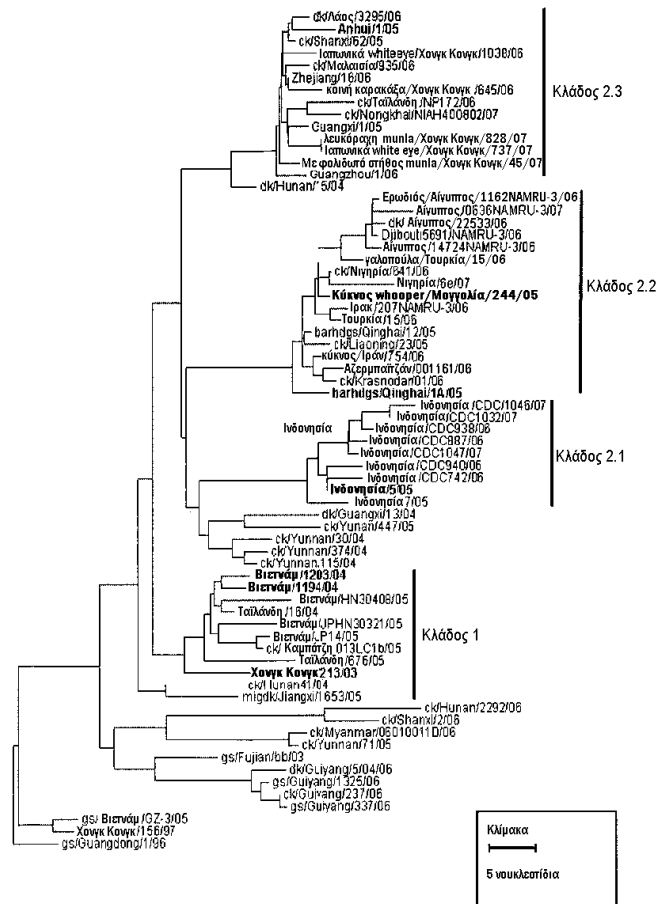 dk/Λάος/3295/06
Anhui/1/05
ck/Shanxi/62/05
Ιαπωνικά whiteeye/Χονγκ Κονγκ/1038/06
ck/Μαλαισία/935/06
Zhejiang/16/06
κοινή καρακάξα/Χονγκ Κονγκ/645/06
ck/Ταϊλάνδη/NP172/06
ck/Nongkhai/NIAH400802/07
Guangxi/1/05
λευκόραχη munia/Χονγκ Κονγκ/828/07
Ιαπωνικά white eye/Χονγκ Κονγκ/737/07
Με φολιδωτό στήθος munia/Χονγκ Κονγκ/45/07
Guangzhou/1/06
dk/Hunan/15/04
Κλάδος 2.3
Ερωδιός/Αίγυπτος/1162NAMRU-3/06
Αίγυπτος/0636NAMRU-3/07
dk/Αίγυπτος/22533/06
Djibouti5691/NAMRU-3/06
Αίγυπτος/14724NAMRU-3/06
γαλοπούλα/Τουρκία/15/06
ck/Νιγηρία/641/06
Νιγηρία/6e/07
Κύκνος whooper/Μογγολία/244/05
Ιρακ/207NAMRU-3/06
Τουρκία/15/06
barhdgs/Qinghai/12/05
ck/Liaoning/23/05
κύκνος/Ιράν/754/06
Αζερμπαϊτζάν/001161/06
ck/Krasnodar/01/06
barhdgs/Qinghai/1A/05
Κλάδος 2.2
Ινδονησία/CDC/1046/07
Ινδονησία/CDC1032/07
Ινδονησία
Ινδονησία/CDC938/06
Ινδονησία/CDC887/06
Ινδονησία/CDC1047/07
Ινδονησία/CDC940/06
Ινδονησία/CDC742/06
Ινδονησία/5/05
Ινδονησία7/05
Κλάδος 2.1
dk/Guangxi/13/04
ck/Yunan/447/05
ck/Yunnan/30/04
ck/Yunnan/374/04
ck/Yunnan.115/04
Βιετνάμ/1203/04
Βιετνάμ/1194/04
Βιετνάμ/HN30408/05
Ταϊλάνδη/16/04
Βιετνάμ/JPHN30321/05
Βιετνάμ/JP14/05
ck/Καμπότζη 013LC1b/05
Ταϊλάνδη/676/05
Χονγκ Κονγκ213/03
Κλάδος 1
ck/Hunan41/04
migdk/Jiangxi/1653/05
ck/Hunan/2292/06
ck/Shanxi/2/06
ck/Myanmar/06010011D/06
ck/Yunnan/71/05
gs/Fujian/bb/03
dk/Guiyang/5/04/06
gs/Guiyang/1325/06
ck/Guiyang/237/06
gs/Guiyang/337/06
gs/ Βιετνάμ/GZ-3/05
Χονγκ Κονγκ/156/97
gs/Guangdong/1/96
Κλίμακα
5 νουκλεοτίδια